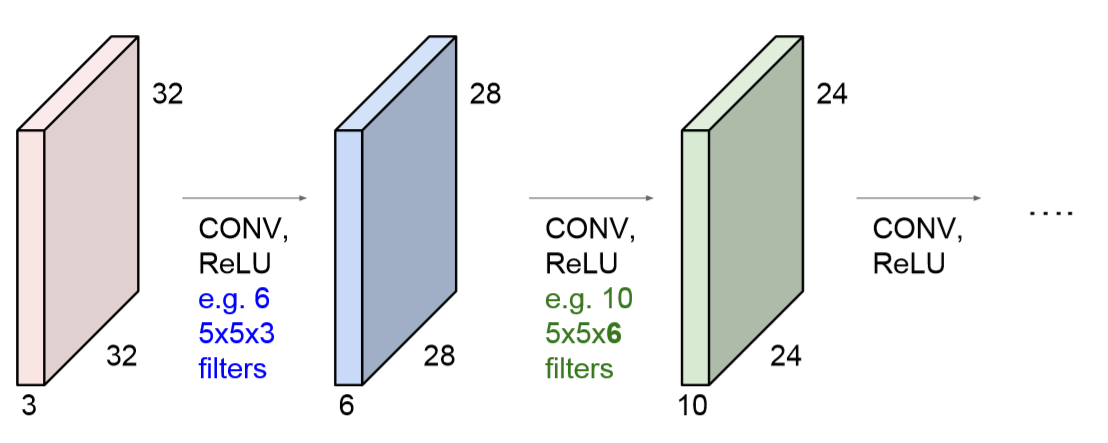 32
32
3
CONV,
ReLU
e.g. 6
5x5x3
filters
28
28
6
CONV,
ReLU
e.g. 10
5x5x6
filters
24
24
10
CONV,
ReLU
....